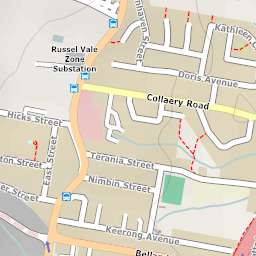 Russel Vale
Zone
Substation
Doris Avenue
Collaery Road
Hicks Street
East Street
Terania Street
Nimbin Street
Keerong Avenue
Street
Kathleen